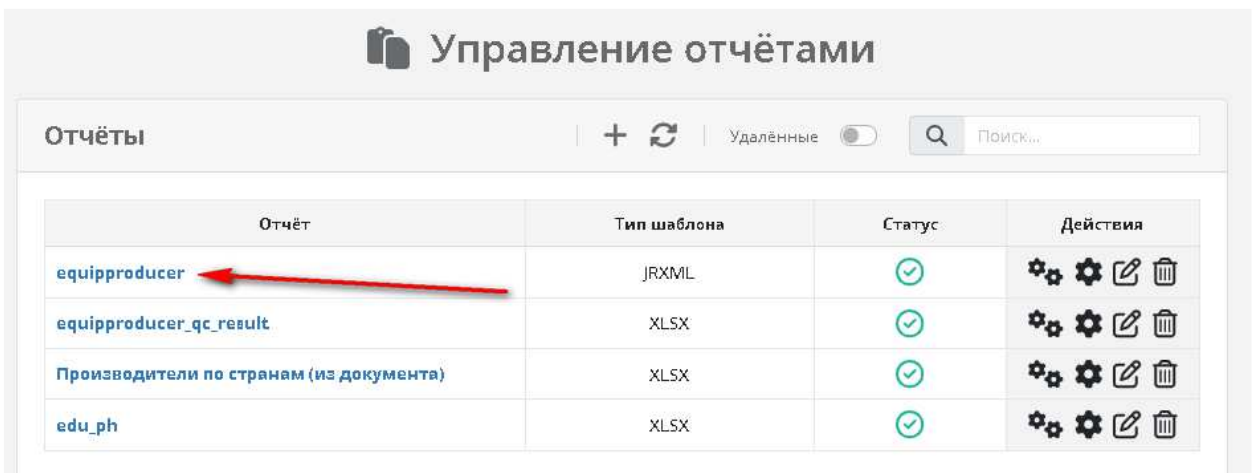 Управление отчётами
Отчёты Удалённые Поиск...
Отчёт Тип шаблона Статус Действия
equipproducer JRXML
equipproducer_qc_result XLSX
Производители по странам (из документа) XLSX
edu_ph XLSX